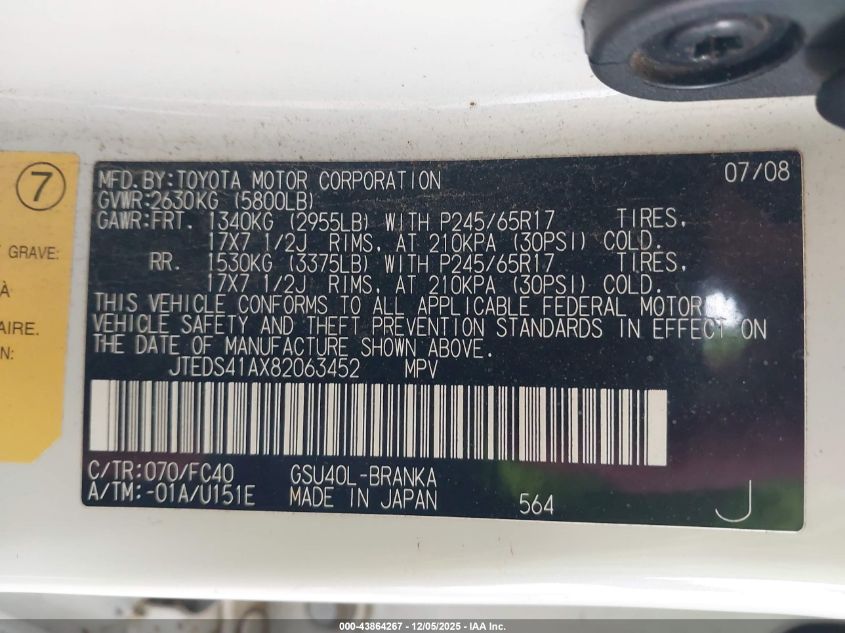 7
T GRAVE:
À
AIRE.
N:
MFD.BY:TOYOTA MOTOR CORPORATION 07/08
GVWR:2630KG (5800LB)
GAWR:FRT. 1340KG (2955LB) WITH P245/65R17 TIRES,
17X7 1/2J RIMS, AT 210KPA (30PSI) COLD.
RR. 1530KG (3375LB) WITH P245/65R17 TIRES,
17X7 1/2J RIMS, AT 210KPA (30PSI) COLD.
THIS VEHICLE CONFORMS TO ALL APPLICABLE FEDERAL MOTOR
VEHICLE SAFETY AND THEFT PREVENTION STANDARDS IN EFFECT ON
THE DATE OF MANUFACTURE SHOWN ABOVE.
JTEDS41AX82063452 MPV
C/TR:070/FC40 GSU40L-BRANKA
A/TM:-01A/U151E MADE IN JAPAN 564 J
000-43864267 - 12/05/2025 - IAA Inc.